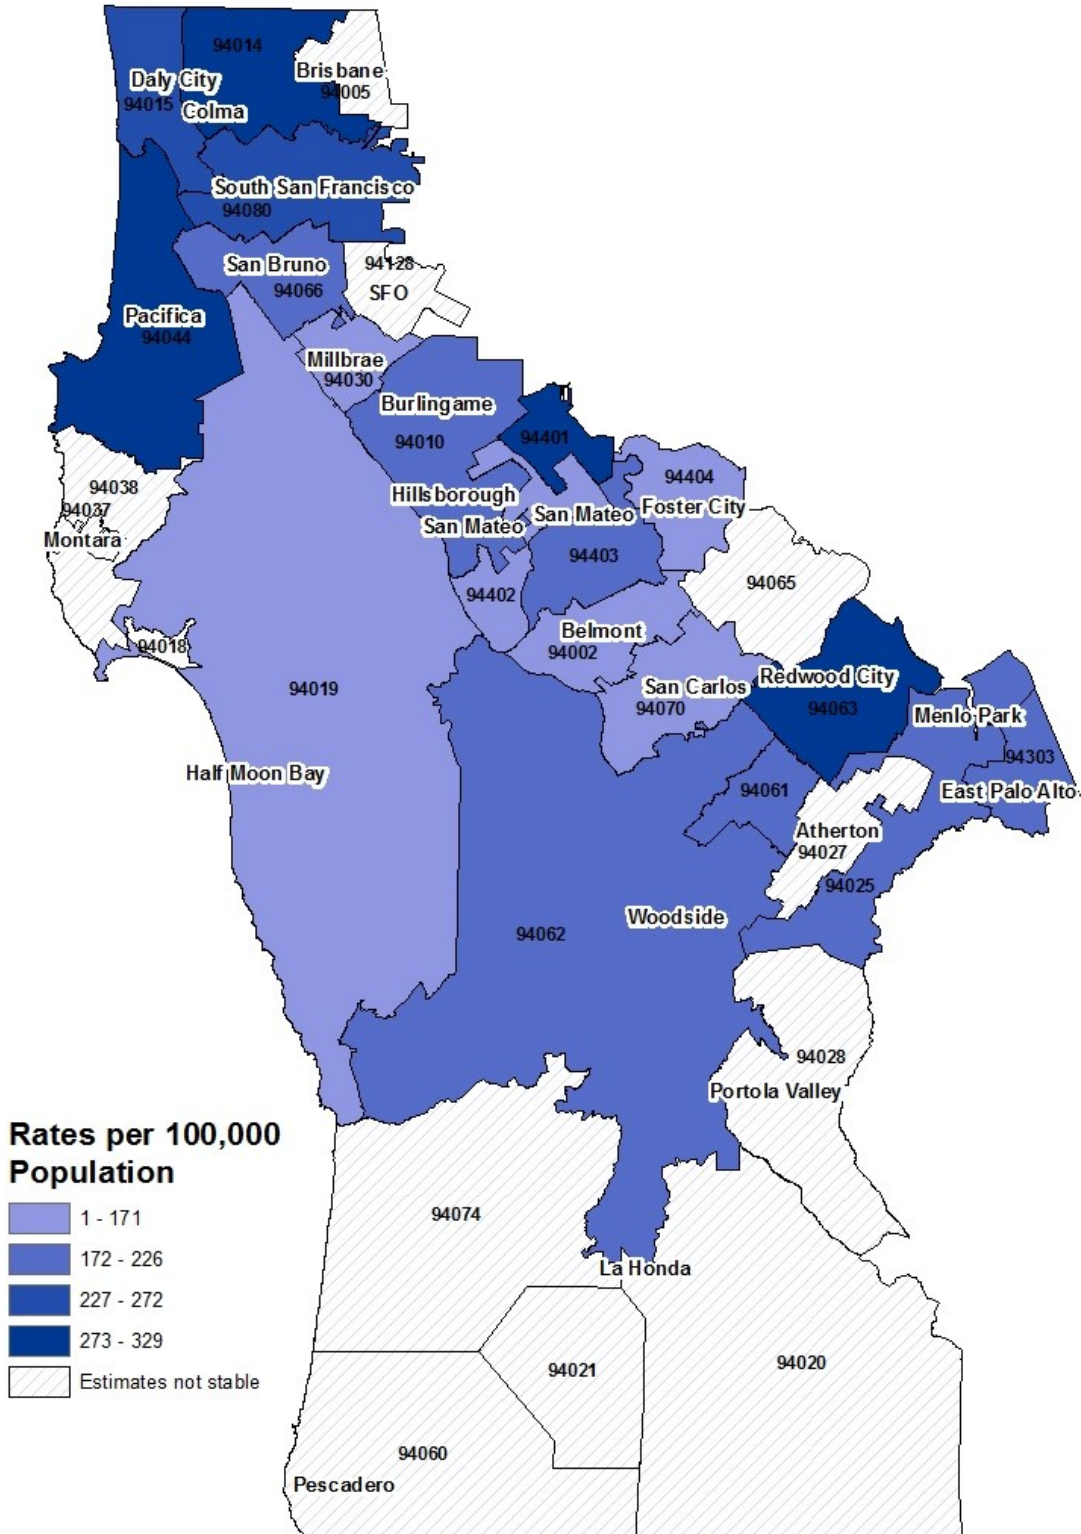 94014
Brisbane
94005
Daly City
94015
Colma
South San Francisco
94080
San Bruno
94066
94128
SFO
Pacifica
94044
Millbrae
94030
Burlingame
94010
94401
94404
Foster City
94038
94037
Montara
Hillsborough
San Mateo
San Mateo
94403
94402
94065
94018
Belmont
94002
94019
San Carlos
94070
Redwood City
94063
Menlo Park
94303
East Palo Alto
Half Moon Bay
94061
Atherton
94027
94025
Woodside
94062
94028
Portola Valley
Rates per 100,000
Population
1 - 171
172 - 226
227 - 272
273 - 329
Estimates not stable
94074
La Honda
94021
94020
94060
Pescadero